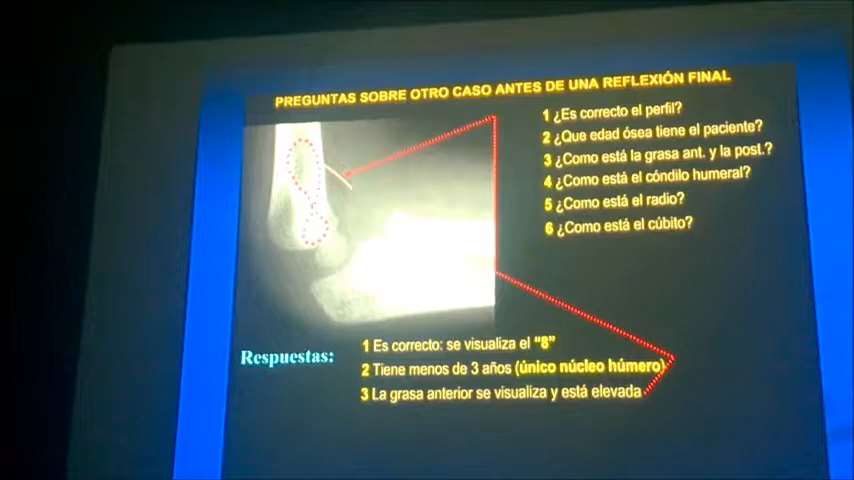 PREGUNTAS SOBRE OTRO CASO ANTES DE UNA REFLEXIÓN FINAL
1 ¿Es correcto el perfil?
2 ¿Que edad ósea tiene el paciente?
3 ¿Como está la grasa ant. y la post.?
4 ¿Como está el cóndilo humeral?
5 ¿Como está el radio?
6 ¿Como está el cúbito?
Respuestas:
1 Es correcto: se visualiza el “8”
2 Tiene menos de 3 años (único núcleo húmero)
3 La grasa anterior se visualiza y está elevada